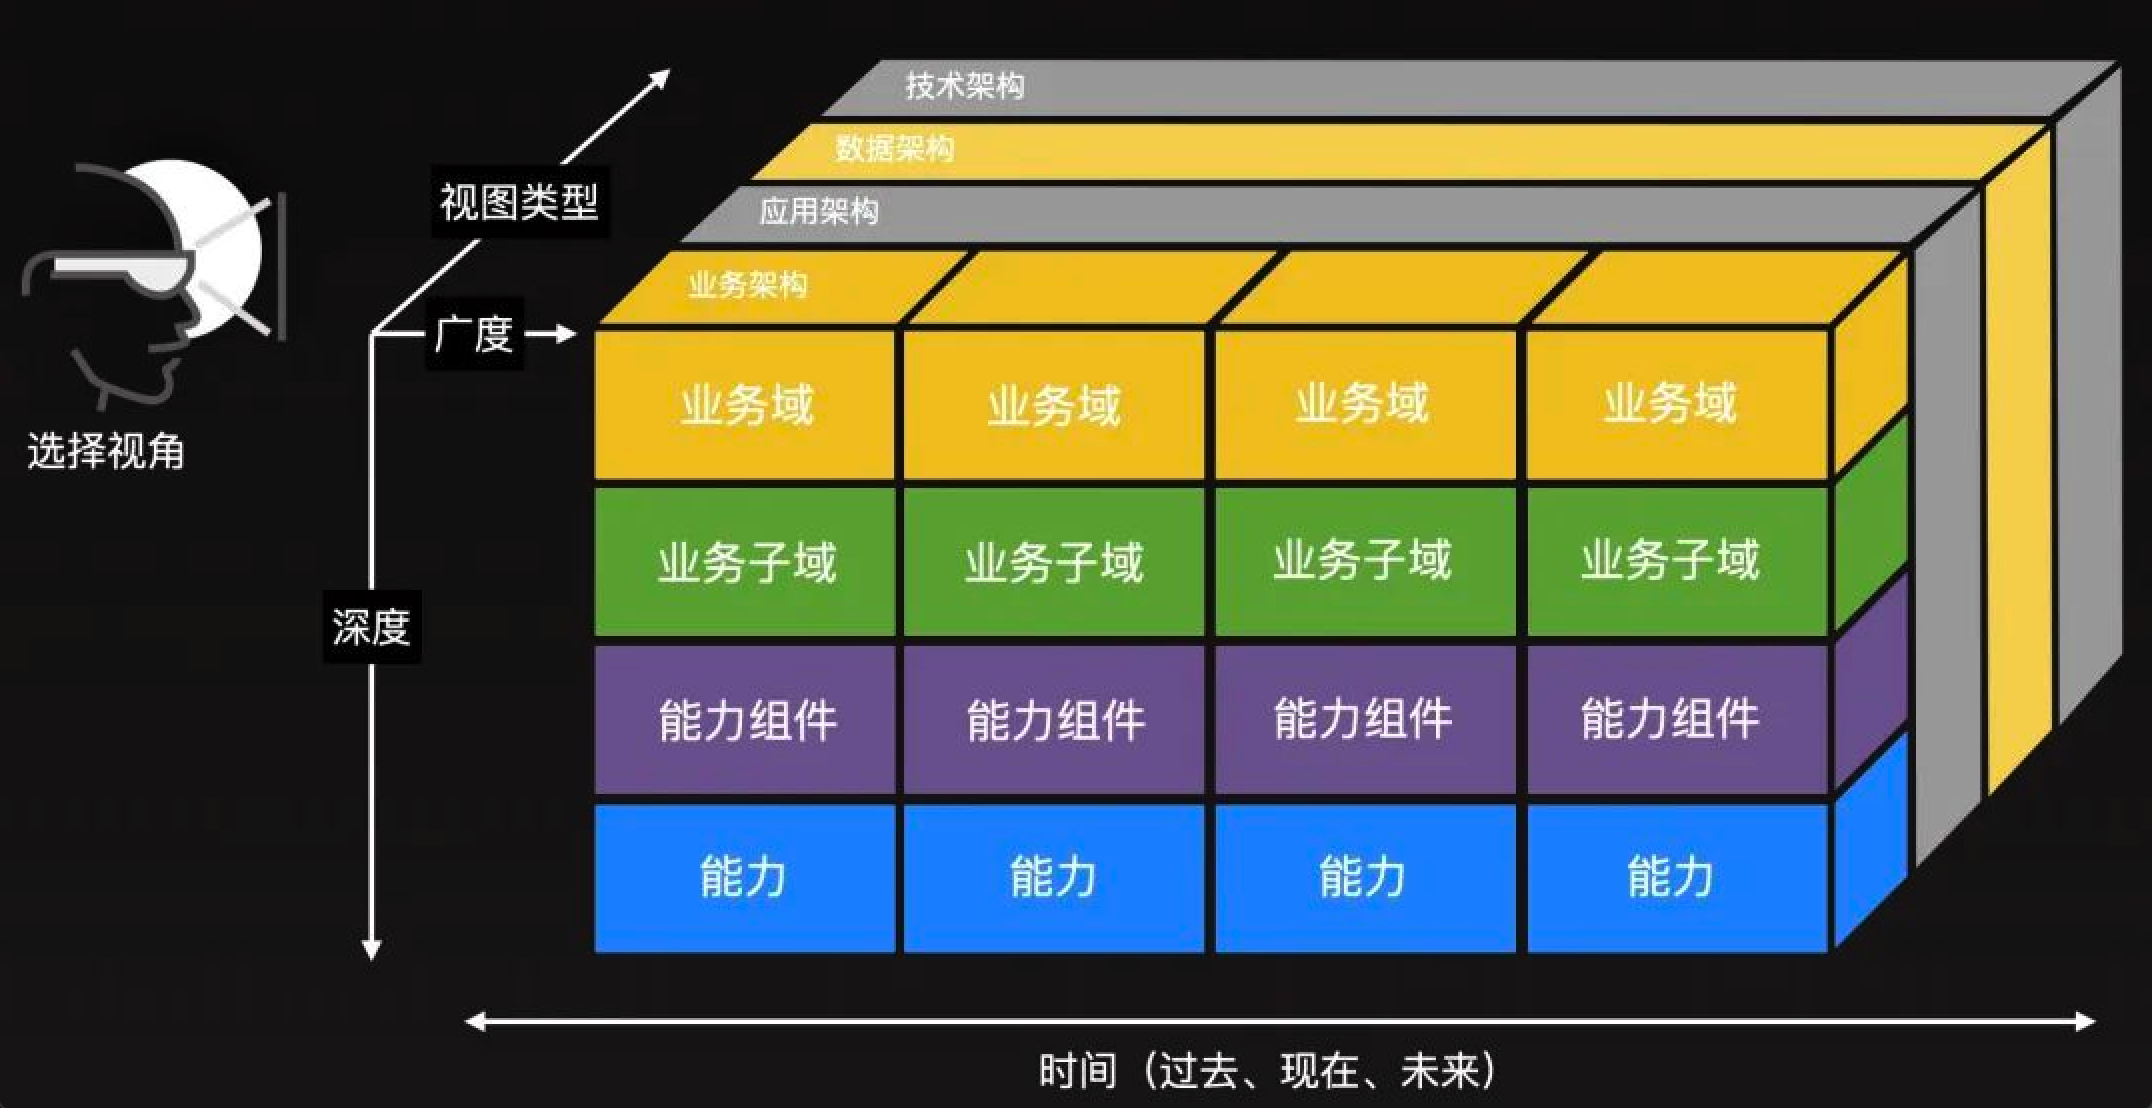 技术架构
数据架构
应用架构
业务架构
视图类型
广度
深度
选择视角
业务域 业务域 业务域 业务域
业务子域 业务子域 业务子域 业务子域
能力组件 能力组件 能力组件 能力组件
能力 能力 能力 能力
时间（过去、现在、未来）